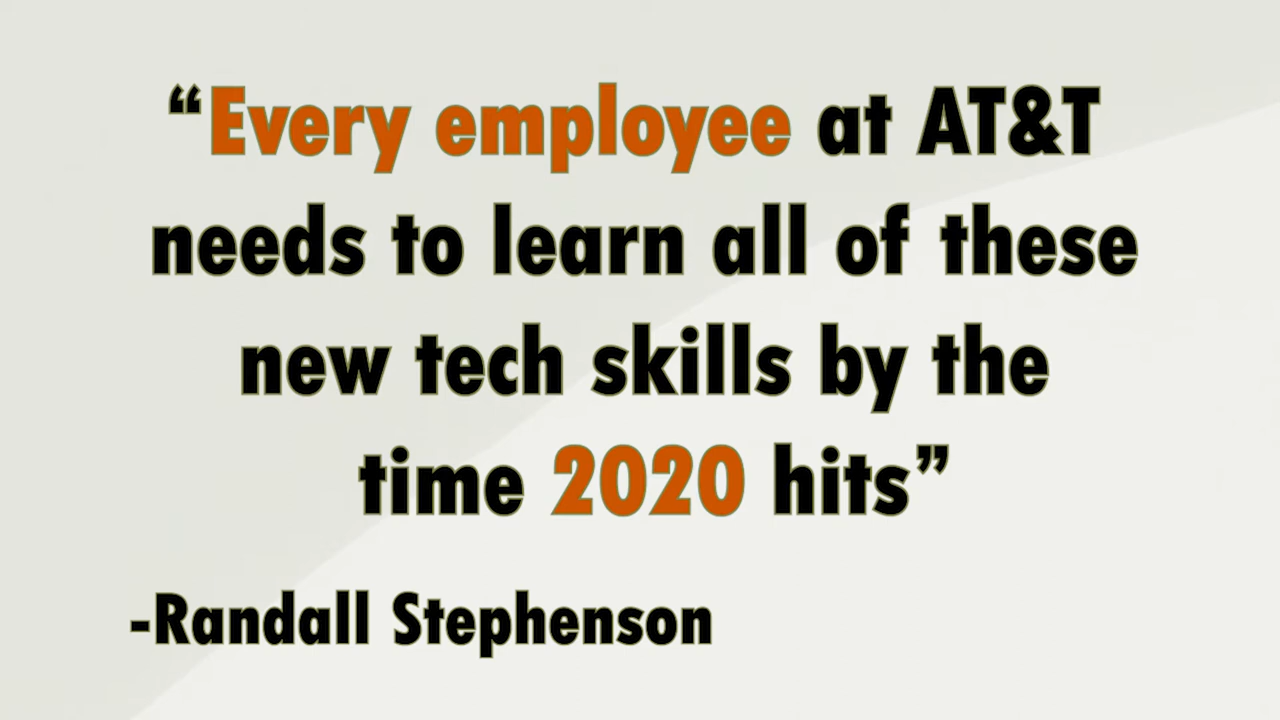 “Every employee at AT&T
needs to learn all of these
new tech skills by the
time 2020 hits”
-Randall Stephenson